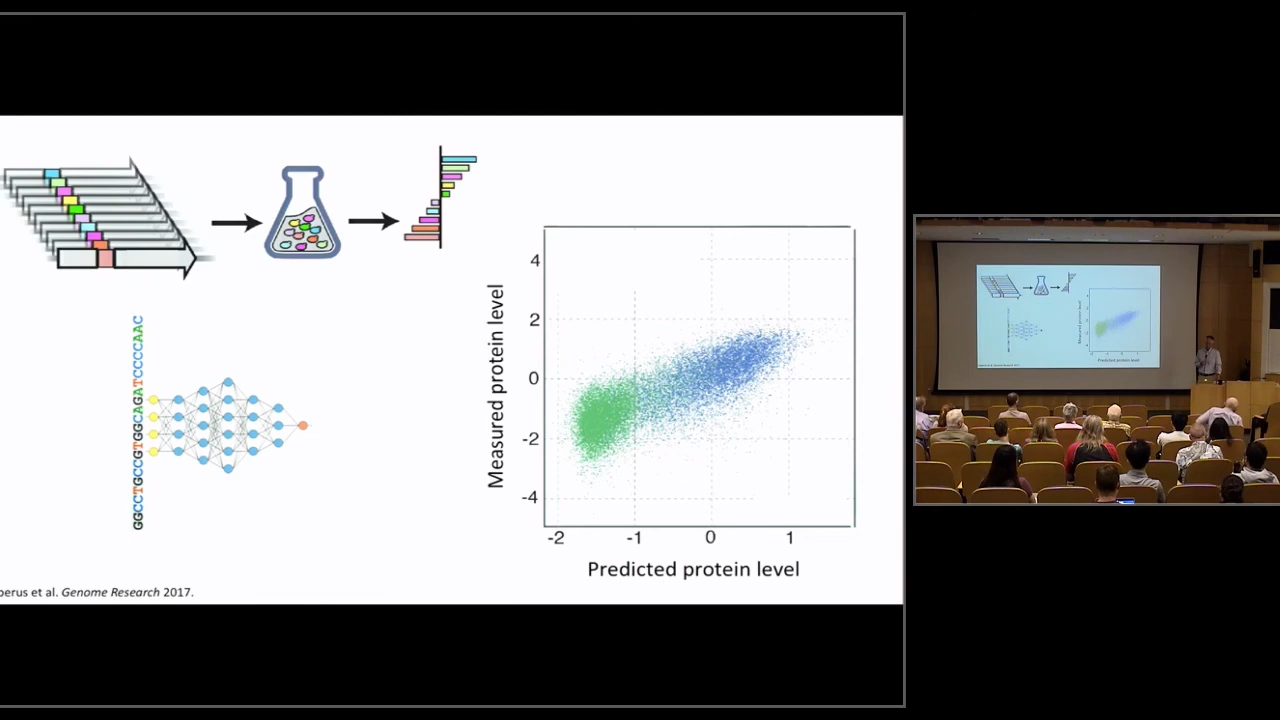 GGCCTGCCGTGGCAGATCCCCAAC
perus et al. Genome Research 2017.
Measured protein level
4
2
0
-2
-4
-2 -1 0 1
Predicted protein level